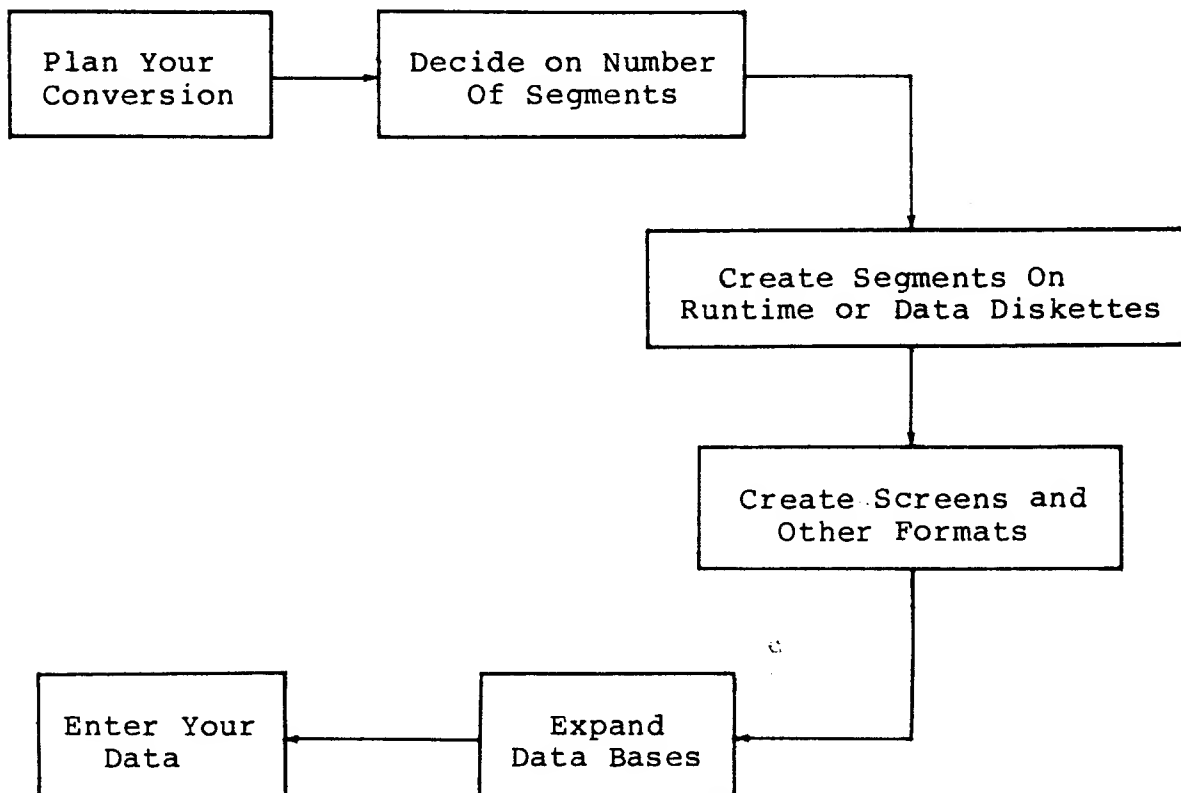 Plan Your
Conversion
Decide on Number
Of Segments
Create Segments On
Runtime or Data Diskettes
Create Screens and
Other Formats
Expand
Data Bases
Enter Your
Data